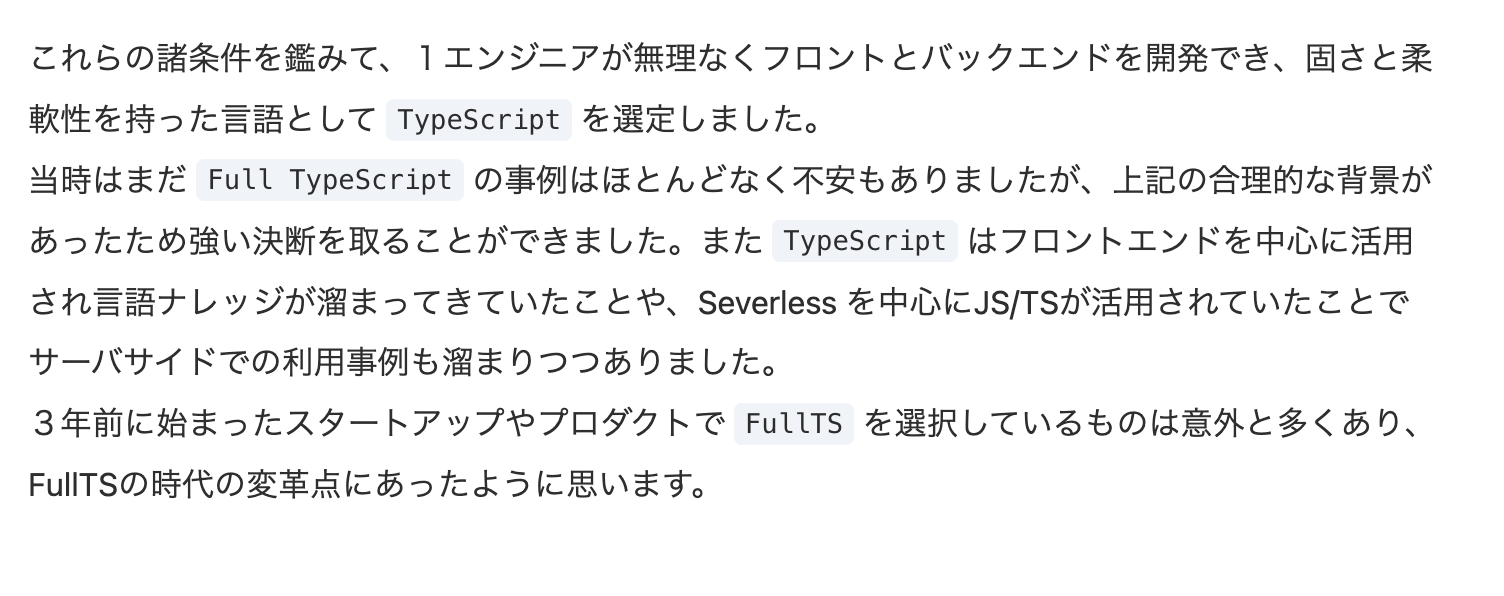 これらの諸条件を鑑みて、１エンジニアが無理なくフロントとバックエンドを開発でき、固さと柔
軟性を持った言語として TypeScript を選定しました。
当時はまだ Full TypeScript の事例はほとんどなく不安もありましたが、上記の合理的な背景が
あったため強い決断を取ることができました。また TypeScript はフロントエンドを中心に活用
され言語ナレッジが溜まってきていたことや、Severless を中心にJS/TSが活用されていたことで
サーバサイドでの利用事例も溜まりつつありました。
３年前に始まったスタートアップやプロダクトで FullTS を選択しているものは意外と多くあり、
FullTSの時代の変革点にあったように思います。